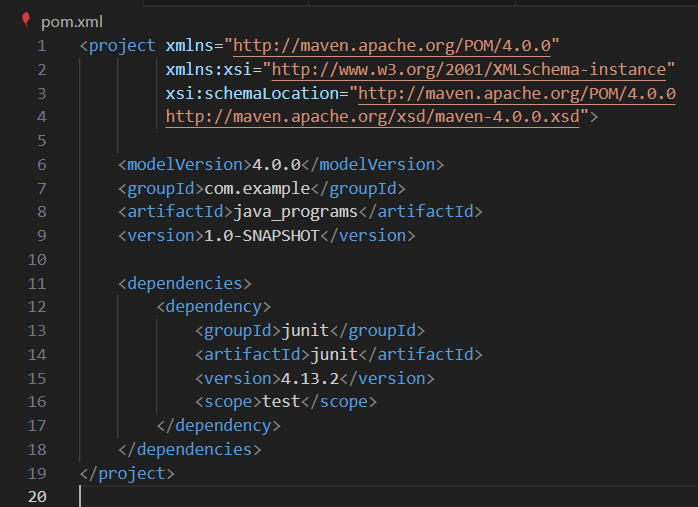 pom.xml
1 <project xmlns="http://maven.apache.org/POM/4.0.0"
2 xmlns:xsi="http://www.w3.org/2001/XMLSchema-instance"
3 xsi:schemaLocation="http://maven.apache.org/POM/4.0.0
4 http://maven.apache.org/xsd/maven-4.0.0.xsd">
5
6 <modelVersion>4.0.0</modelVersion>
7 <groupId>com.example</groupId>
8 <artifactId>java_programs</artifactId>
9 <version>1.0-SNAPSHOT</version>
10
11 <dependencies>
12 <dependency>
13 <groupId>junit</groupId>
14 <artifactId>junit</artifactId>
15 <version>4.13.2</version>
16 <scope>test</scope>
17 </dependency>
18 </dependencies>
19 </project>
20